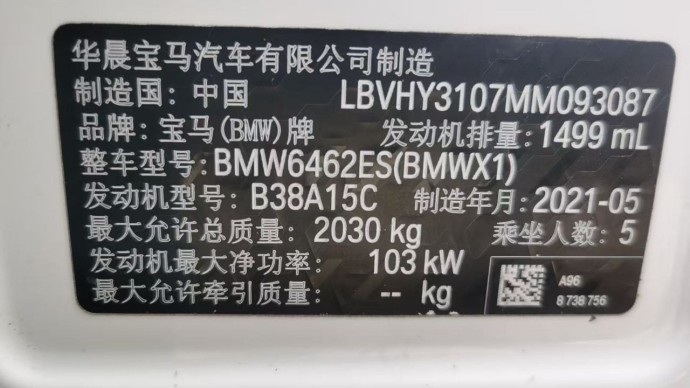 华晨宝马汽车有限公司制造
制造国: 中国 LBVHY3107MM093087
品牌: 宝马(BMW)牌 发动机排量: 1499 mL
整车型号: BMW6462ES(BMWX1)
发动机型号: B38A15C 制造年月: 2021-05
最大允许总质量: 2030 kg 乘坐人数: 5
发动机最大净功率: 103 kW
最大允许牵引质量: -- kg
A96
8 738 756